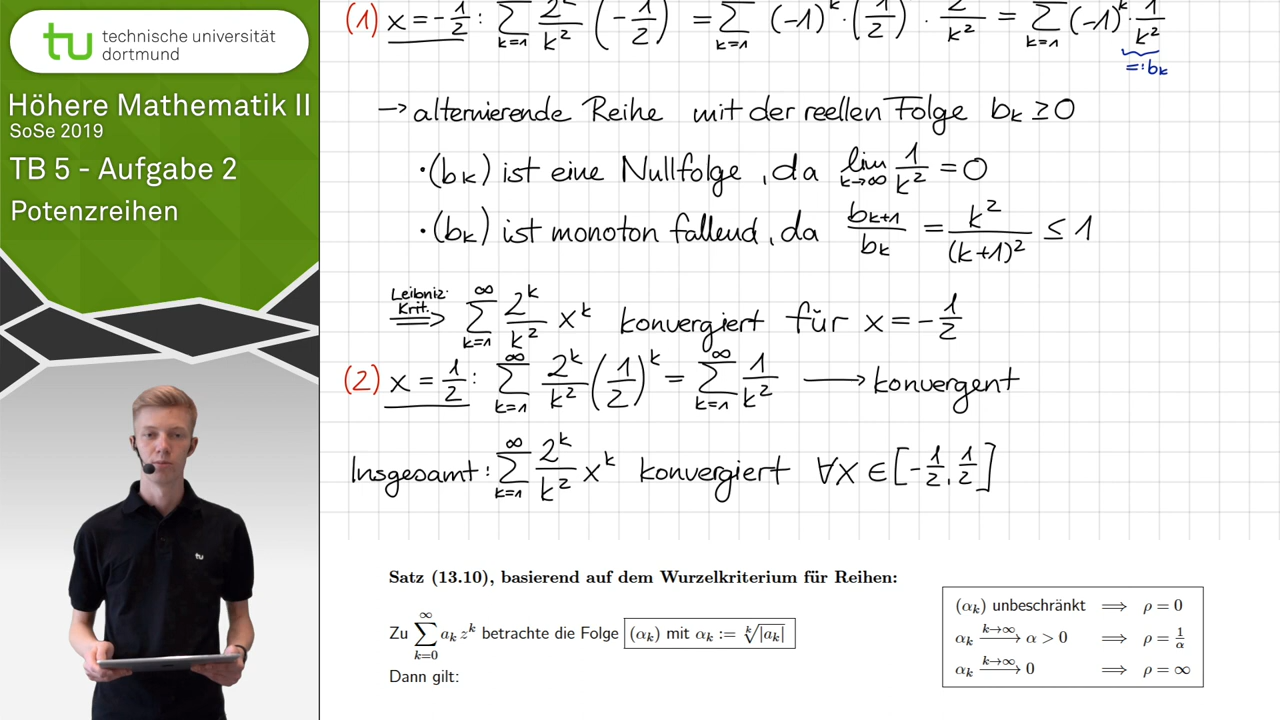 tu technische universität
dortmund
Höhere Mathematik II
SoSe 2019
TB 5 - Aufgabe 2
Potenzreihen
(1) x = -1/2 : ∑_{k=1} 2^k/k² (-1/2) = ∑_{k=1} (-1)^k · (1/2) · 2/k² = ∑_{k=1} (-1)^k · 1/k²
=: b_k
→ alternierende Reihe mit der reellen Folge b_k ≥ 0
• (b_k) ist eine Nullfolge, da lim_{k→∞} 1/k² = 0
• (b_k) ist monoton fallend, da b_{k+1}/b_k = k²/(k+1)² ≤ 1
Leibniz Krit. ⟹ ∑_{k=1}^∞ 2^k/k² x^k konvergiert für x = -1/2
(2) x = 1/2 : ∑_{k=1}^∞ 2^k/k² (1/2)^k = ∑_{k=1}^∞ 1/k² → konvergent
Insgesamt: ∑_{k=1}^∞ 2^k/k² x^k konvergiert ∀x ∈ [-1/2, 1/2]
Satz (13.10), basierend auf dem Wurzelkriterium für Reihen:
Zu ∑_{k=0}^∞ a_k z^k betrachte die Folge (α_k) mit α_k := ᵏ√|a_k|
Dann gilt:
(α_k) unbeschränkt ⟹ ρ = 0
α_k —k→∞→ α > 0 ⟹ ρ = 1/α
α_k —k→∞→ 0 ⟹ ρ = ∞
tu